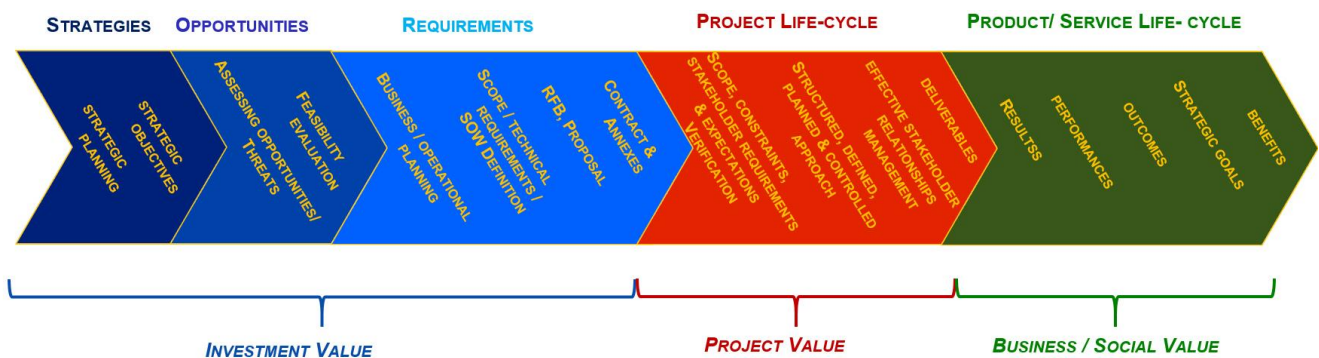 STRATEGIES
OPPORTUNITIES
REQUIREMENTS
PROJECT LIFE-CYCLE
PRODUCT/ SERVICE LIFE- CYCLE
STRATEGIC
PLANNING
STRATEGIC
OBJECTIVES
ASSESSING OPPORTUNITIES/
THREATS
FEASIBILITY
EVALUATION
BUSINESS / OPERATIONAL
PLANNING
SCOPE / TECHNICAL
REQUIREMENTS /
SOW DEFINITION
RFB, PROPOSAL
CONTRACT &
ANNEXES
SCOPE, CONSTRAINTS,
STAKEHOLDER REQUIREMENTS
& EXPECTATIONS
VERIFICATION
STRUCTURED, DEFINED,
PLANNED & CONTROLLED
APPROACH
EFFECTIVE STAKEHOLDER
RELATIONSHIPS
MANAGEMENT
DELIVERABLES
RESULTSS
PERFORMANCES
OUTCOMES
STRATEGIC GOALS
BENEFITS
INVESTMENT VALUE
PROJECT VALUE
BUSINESS / SOCIAL VALUE